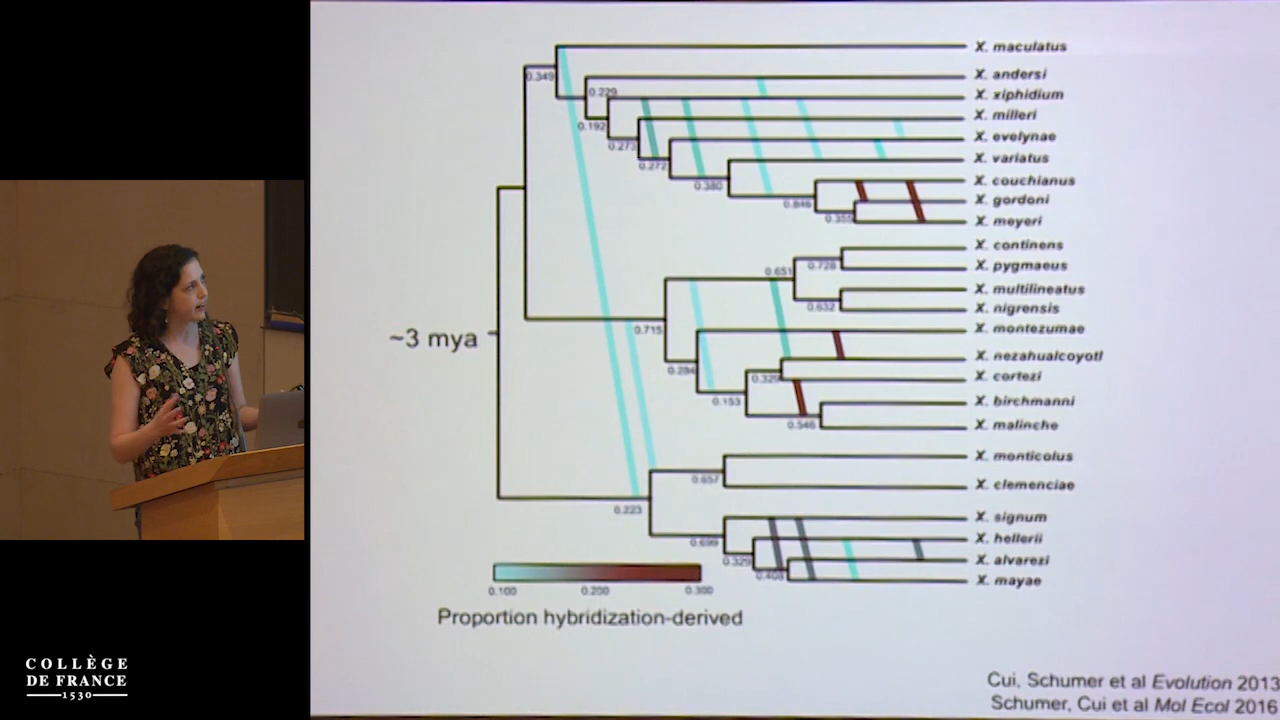 0.349
0.229
0.192
0.273
0.272
0.380
0.846
0.355
~3 mya
0.715
0.651
0.728
0.632
0.284
0.329
0.153
0.546
0.223
0.657
0.699
0.329
0.408
X. maculatus
X. andersi
X. xiphidium
X. milleri
X. evelynae
X. variatus
X. couchianus
X. gordoni
X. meyeri
X. continens
X. pygmaeus
X. multilineatus
X. nigrensis
X. montezumae
X. nezahualcoyotl
X. cortezi
X. birchmanni
X. malinche
X. monticolus
X. clemenciae
X. signum
X. hellerii
X. alvarezi
X. mayae
0.100 0.200 0.300
Proportion hybridization-derived
Cui, Schumer et al Evolution 2013
Schumer, Cui et al Mol Ecol 2016
COLLÈGE
DE FRANCE
1530